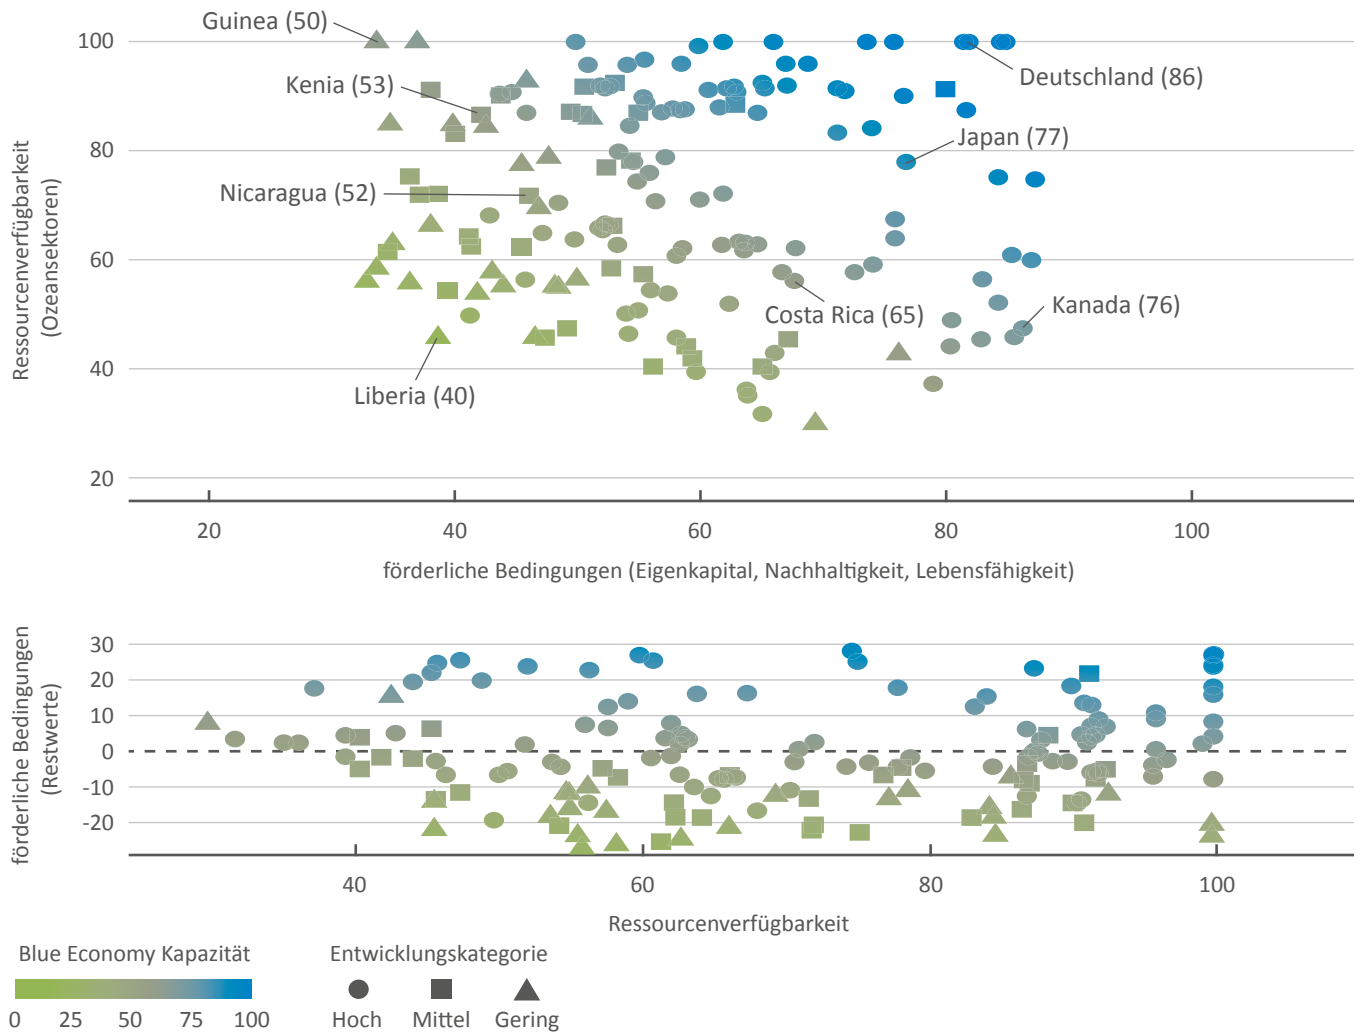 Guinea (50)
100
Kenia (53)
Deutschland (86)
80
Japan (77)
Nicaragua (52)
60
Costa Rica (65)
Kanada (76)
40
Liberia (40)
20
Ressourcenverfügbarkeit
(Ozeansektoren)
20 40 60 80 100
förderliche Bedingungen (Eigenkapital, Nachhaltigkeit, Lebensfähigkeit)
förderliche Bedingungen
(Restwerte)
30
20
10
0
-10
-20
40 60 80 100
Ressourcenverfügbarkeit
Blue Economy Kapazität
0 25 50 75 100
Entwicklungskategorie
Hoch Mittel Gering